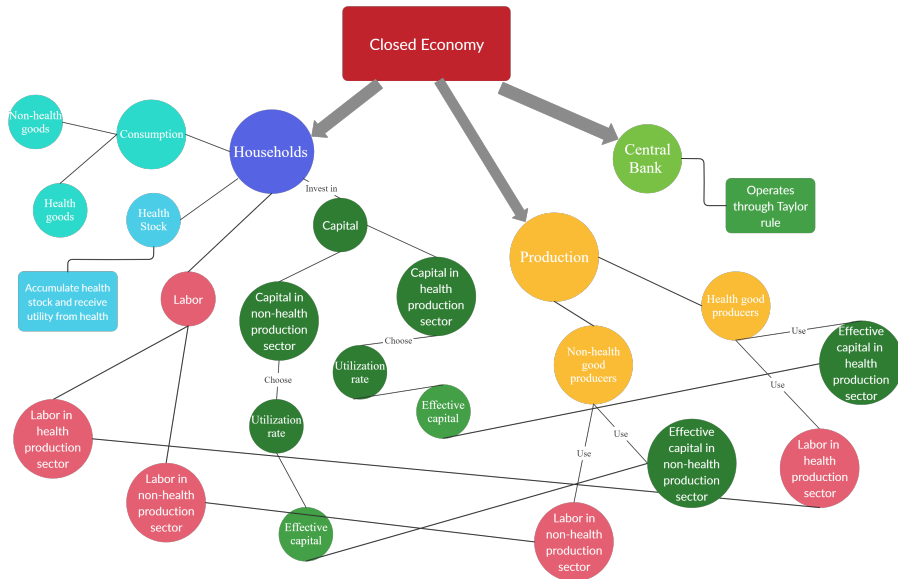 Closed Economy
Non-health
goods
Consumption
Households
Central
Bank
Operates
through Taylor
rule
Invest in
Health
goods
Health
Stock
Capital
Accumulate health
stock and receive
utility from health
Labor
Capital in
non-health
production
sector
Capital in
health
production
sector
Production
Health good
producers
Use
Effective
capital in
health
production
sector
Choose
Utilization
rate
Non-health
good
producers
Choose
Use
Effective
capital
Utilization
rate
Labor in
health
production
sector
Use
Use
Effective
capital in
non-health
production
sector
Labor in
health
production
sector
Labor in
non-health
production
sector
Effective
capital
Labor in
non-health
production
sector